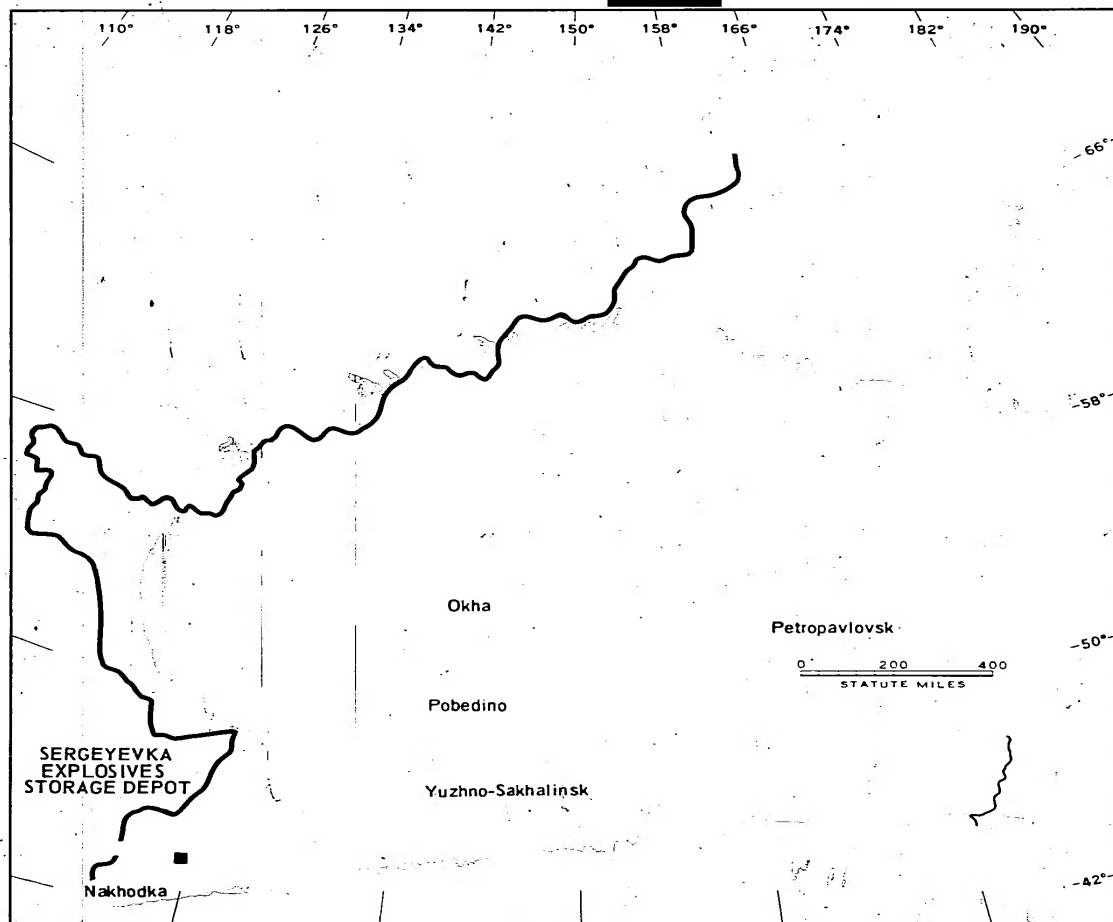 110° 118° 126° 134° 142° 150° 158° 166° 174° 182° 190°
66°
58°
Okha
Petropavlovsk
50°
0 200 400
STATUTE MILES
Pobedino
SERGEYEVKA
EXPLOSIVES
STORAGE DEPOT
Yuzhno-Sakhalinsk
42°
Nakhodka